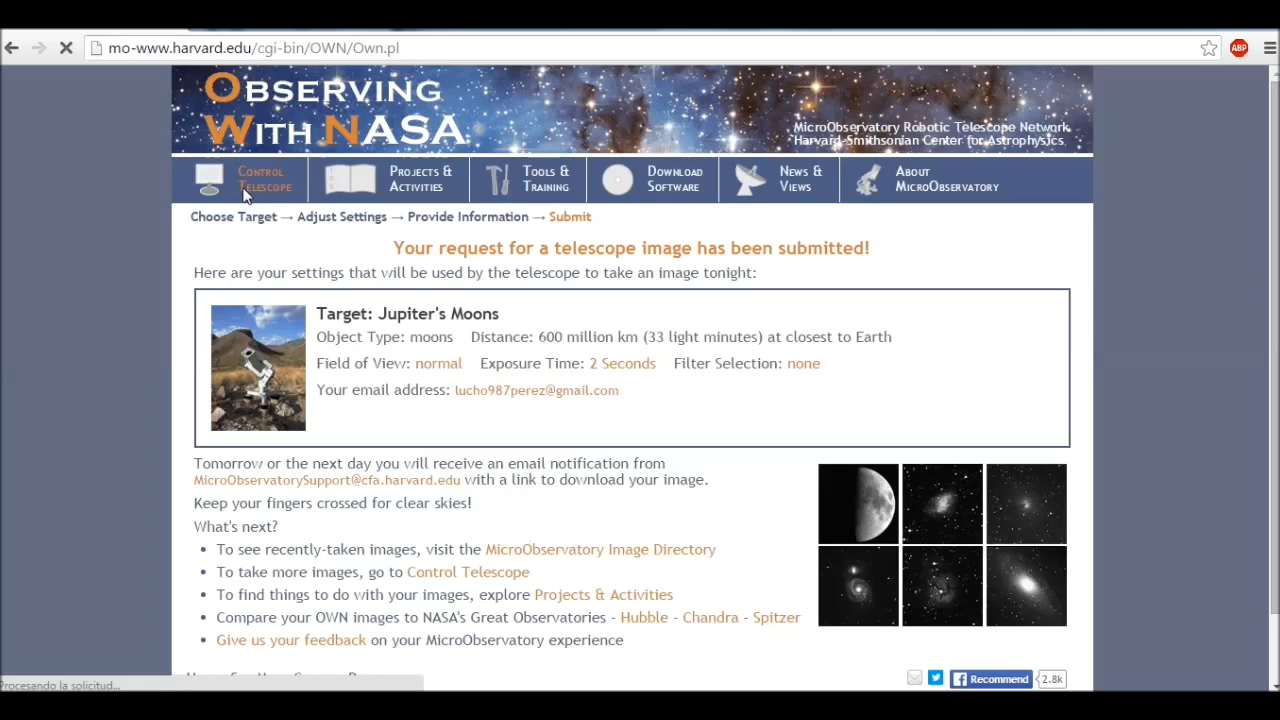 mo-www.harvard.edu/cgi-bin/OWN/Own.pl
ABP
OBSERVING
WITH NASA
MicroObservatory Robotic Telescope Network
Harvard-Smithsonian Center for Astrophysics
CONTROL
TELESCOPE
PROJECTS &
ACTIVITIES
TOOLS &
TRAINING
DOWNLOAD
SOFTWARE
NEWS &
VIEWS
ABOUT
MICROOBSERVATORY
Choose Target → Adjust Settings → Provide Information → Submit
Your request for a telescope image has been submitted!
Here are your settings that will be used by the telescope to take an image tonight:
Target: Jupiter's Moons
Object Type: moons Distance: 600 million km (33 light minutes) at closest to Earth
Field of View: normal Exposure Time: 2 Seconds Filter Selection: none
Your email address: lucho987perez@gmail.com
Tomorrow or the next day you will receive an email notification from
MicroObservatorySupport@cfa.harvard.edu with a link to download your image.
Keep your fingers crossed for clear skies!
What's next?
• To see recently-taken images, visit the MicroObservatory Image Directory
• To take more images, go to Control Telescope
• To find things to do with your images, explore Projects & Activities
• Compare your OWN images to NASA's Great Observatories - Hubble - Chandra - Spitzer
• Give us your feedback on your MicroObservatory experience
Recommend
2.8k
Procesando la solicitud...